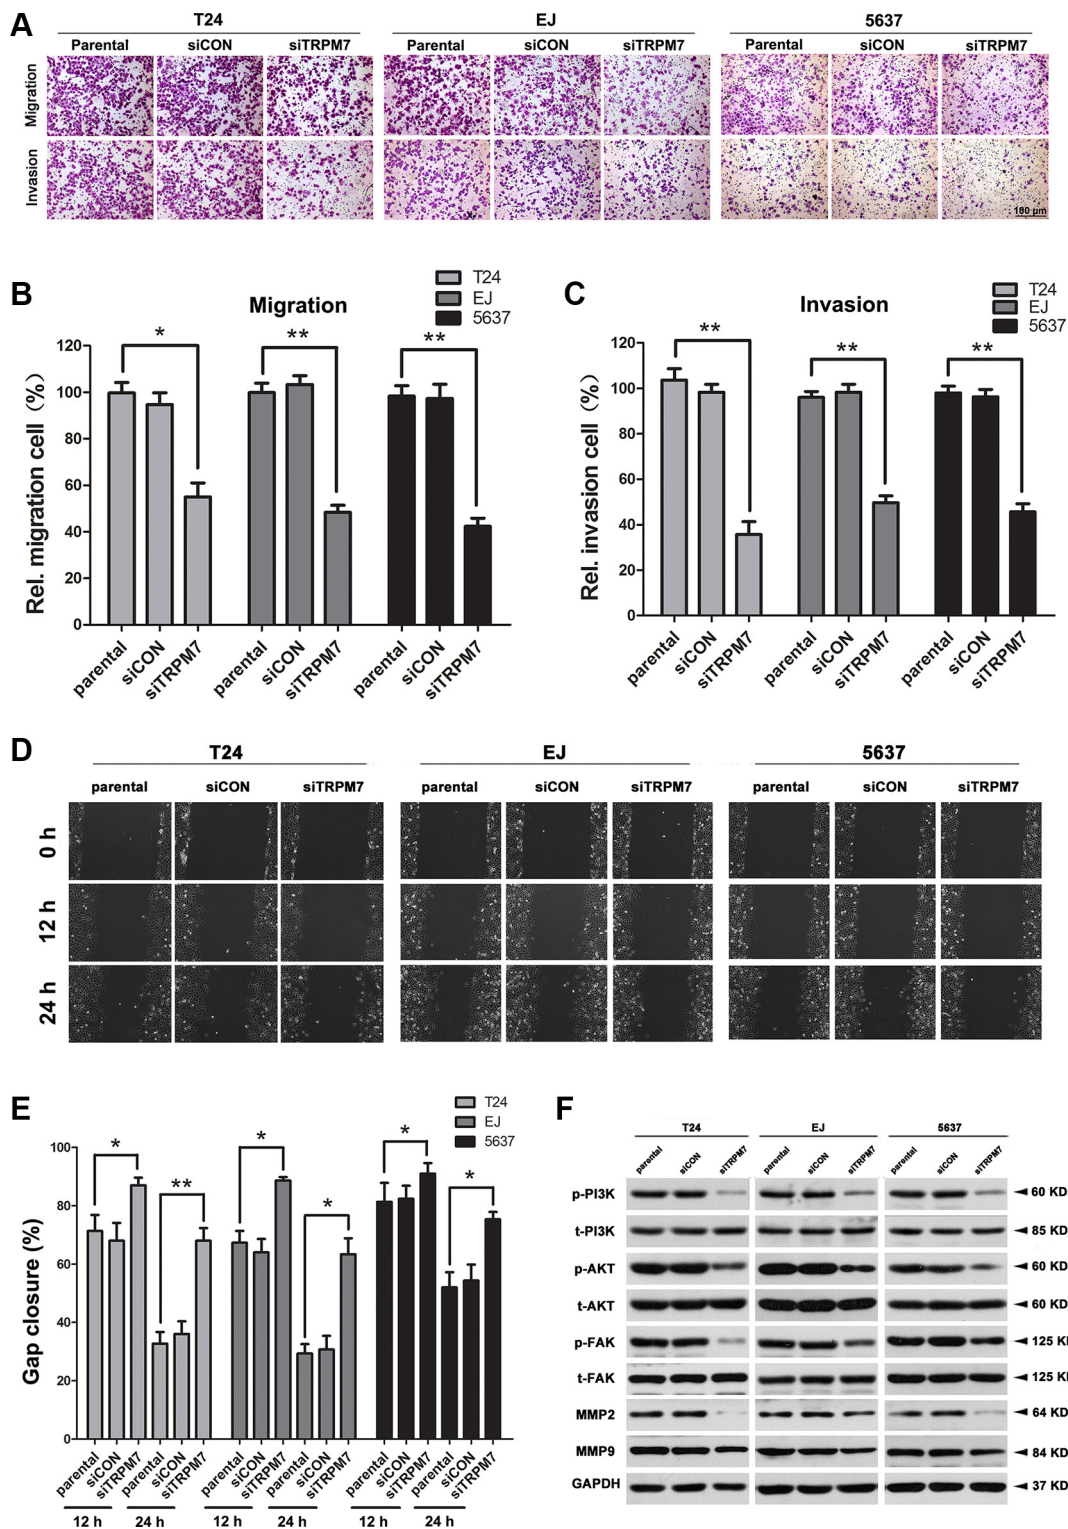 A
T24 EJ 5637
Parental siCON siTRPM7 Parental siCON siTRPM7 Parental siCON siTRPM7
Migration
Invasion
100 µm
B
Migration
T24
EJ
5637
Rel. migration cell (%)
120
100
80
60
40
20
0
* ** **
parental siCON siTRPM7 parental siCON siTRPM7 parental siCON siTRPM7
C
Invasion
T24
EJ
5637
Rel. invasion cell (%)
120
100
80
60
40
20
0
** ** **
parental siCON siTRPM7 parental siCON siTRPM7 parental siCON siTRPM7
D
T24 EJ 5637
parental siCON siTRPM7 parental siCON siTRPM7 parental siCON siTRPM7
0 h
12 h
24 h
E
T24
EJ
5637
Gap closure (%)
100
80
60
40
20
0
* ** * * * *
parental siCON siTRPM7 parental siCON siTRPM7 parental siCON siTRPM7 parental siCON siTRPM7 parental siCON siTRPM7 parental siCON siTRPM7
12 h 24 h 12 h 24 h 12 h 24 h
F
T24 EJ 5637
parental siCON siTRPM7 parental siCON siTRPM7 parental siCON siTRPM7
p-PI3K 60 KD
t-PI3K 85 KD
p-AKT 60 KD
t-AKT 60 KD
p-FAK 125 KD
t-FAK 125 KD
MMP2 64 KD
MMP9 84 KD
GAPDH 37 KD